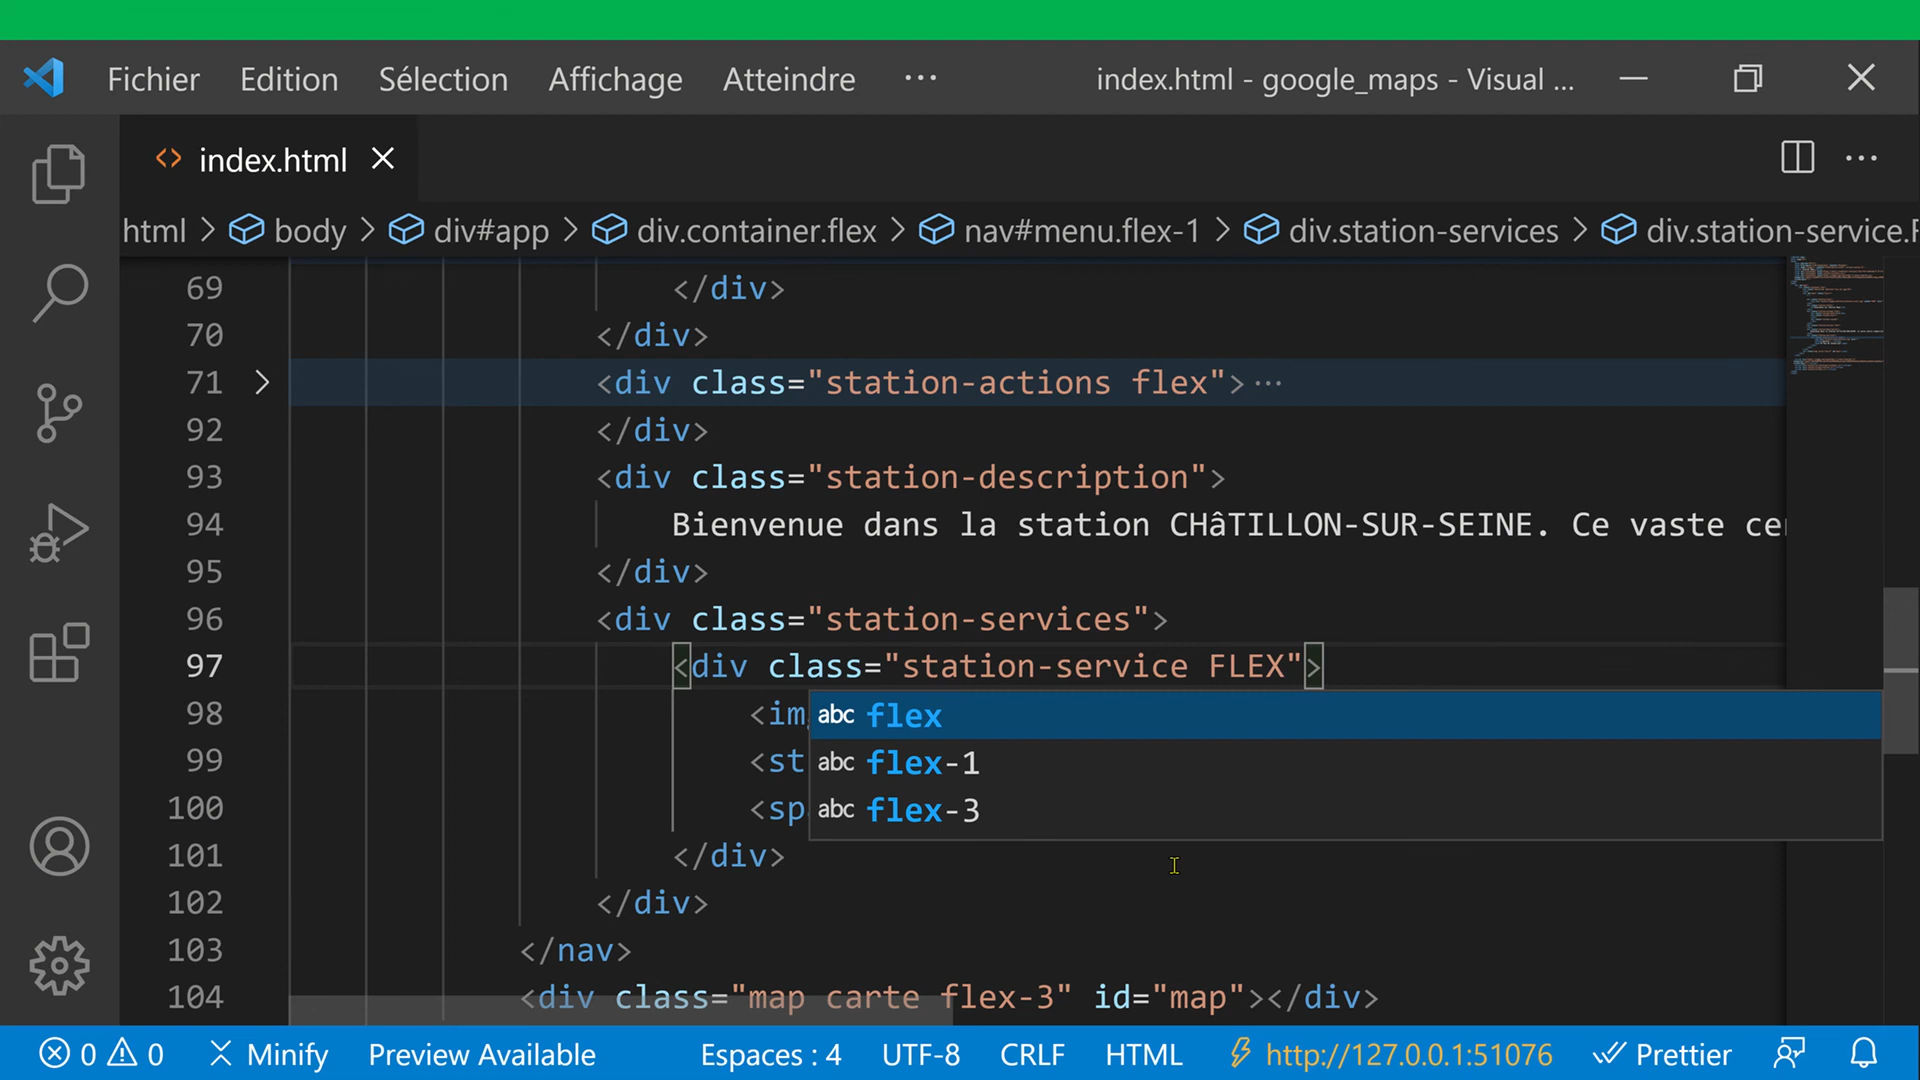 Fichier Edition Sélection Affichage Atteindre ··· index.html - google_maps - Visual ...
index.html
html > body > div#app > div.container.flex > nav#menu.flex-1 > div.station-services > div.station-service.F
69 </div>
70 </div>
71 <div class="station-actions flex">···
92 </div>
93 <div class="station-description">
94 Bienvenue dans la station CHâTILLON-SUR-SEINE. Ce vaste ce
95 </div>
96 <div class="station-services">
97 <div class="station-service FLEX">
98 <im abc flex
99 <st abc flex-1
100 <sp abc flex-3
101 </div>
102 </div>
103 </nav>
104 <div class="map carte flex-3" id="map"></div>
0 0 Minify Preview Available Espaces : 4 UTF-8 CRLF HTML http://127.0.0.1:51076 Prettier